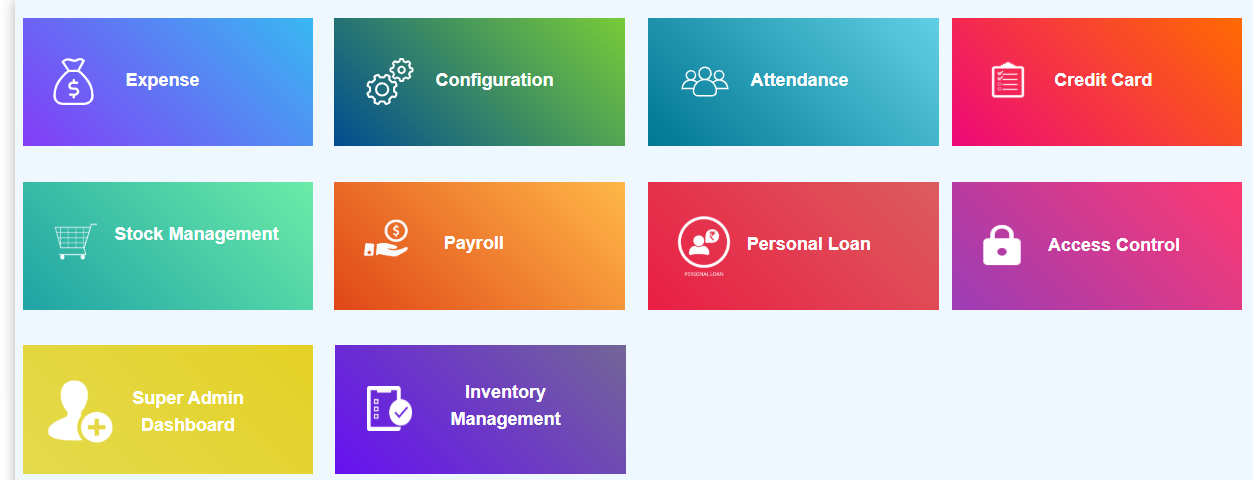 Expense
Configuration
Attendance
Credit Card
Stock Management
Payroll
Personal Loan
PERSONAL LOAN
Access Control
Super Admin
Dashboard
Inventory
Management